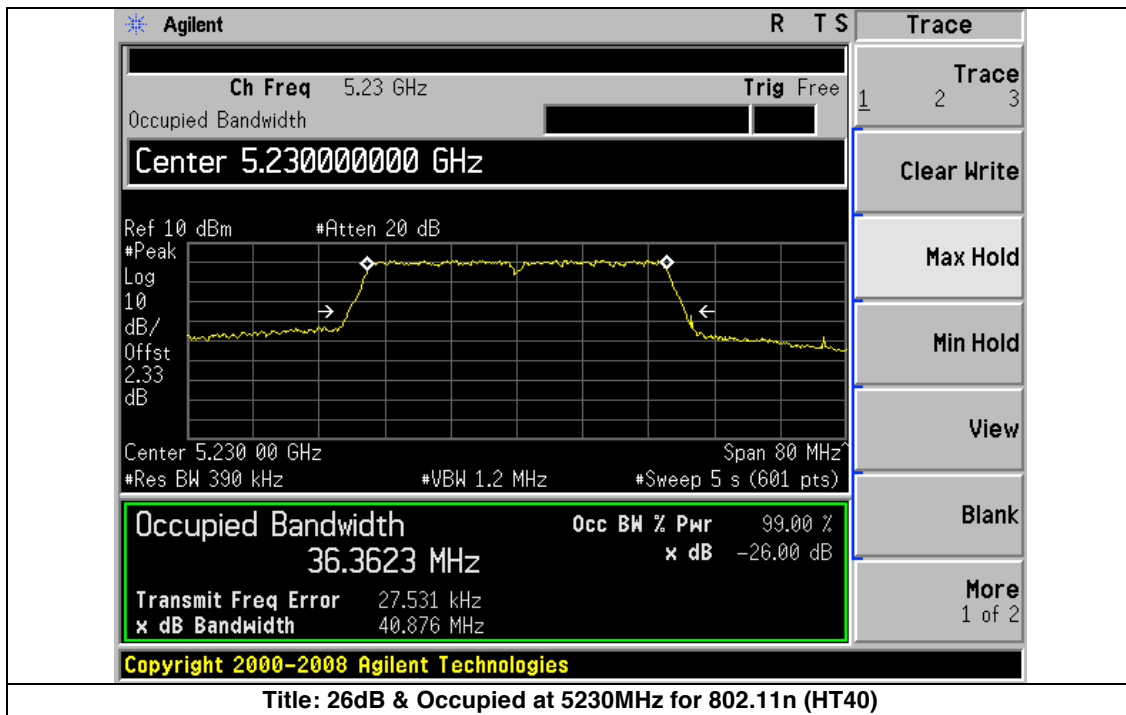 Agilent R T S Trace
Ch Freq 5.23 GHz Trig Free
Occupied Bandwidth
Trace
1 2 3
Center 5.230000000 GHz
Clear Write
Ref 10 dBm #Atten 20 dB
#Peak
Log
10
dB/
Offst
2.33
dB
Max Hold
Min Hold
View
Center 5.230 00 GHz Span 80 MHz^
#Res BW 390 kHz #VBW 1.2 MHz #Sweep 5 s (601 pts)
Occupied Bandwidth Occ BW % Pwr 99.00 %
36.3623 MHz x dB -26.00 dB
Transmit Freq Error 27.531 kHz
x dB Bandwidth 40.876 MHz
Blank
More
1 of 2
Copyright 2000-2008 Agilent Technologies
Title: 26dB & Occupied at 5230MHz for 802.11n (HT40)